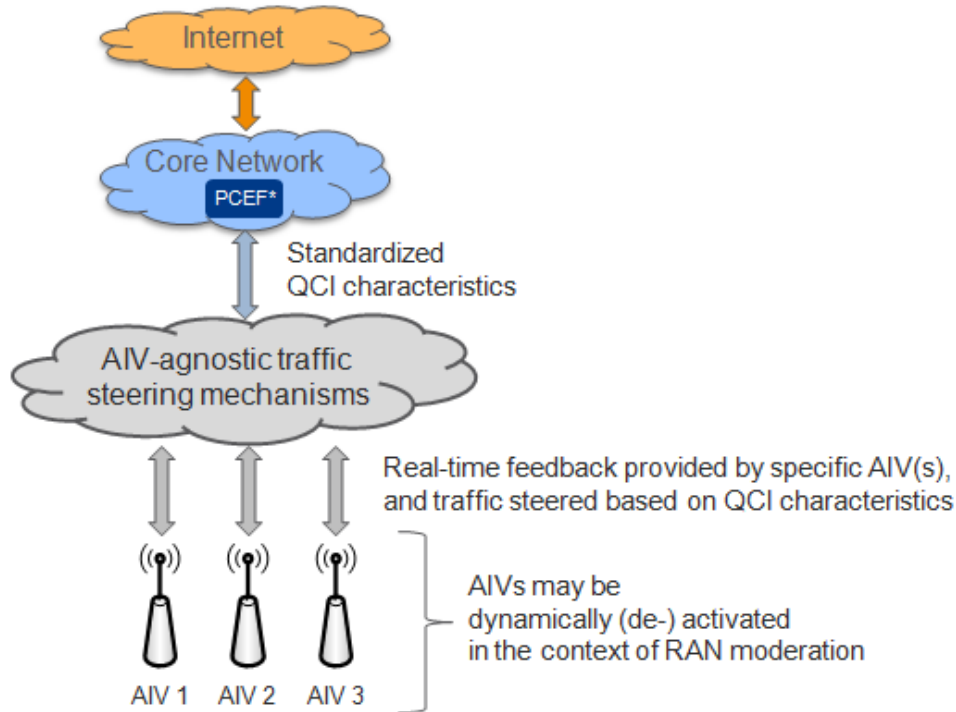 Internet
Core Network
PCEF*
Standardized
QCI characteristics
AIV-agnostic traffic
steering mechanisms
Real-time feedback provided by specific AIV(s),
and traffic steered based on QCI characteristics
AIVs may be
dynamically (de-) activated
in the context of RAN moderation
AIV 1 AIV 2 AIV 3